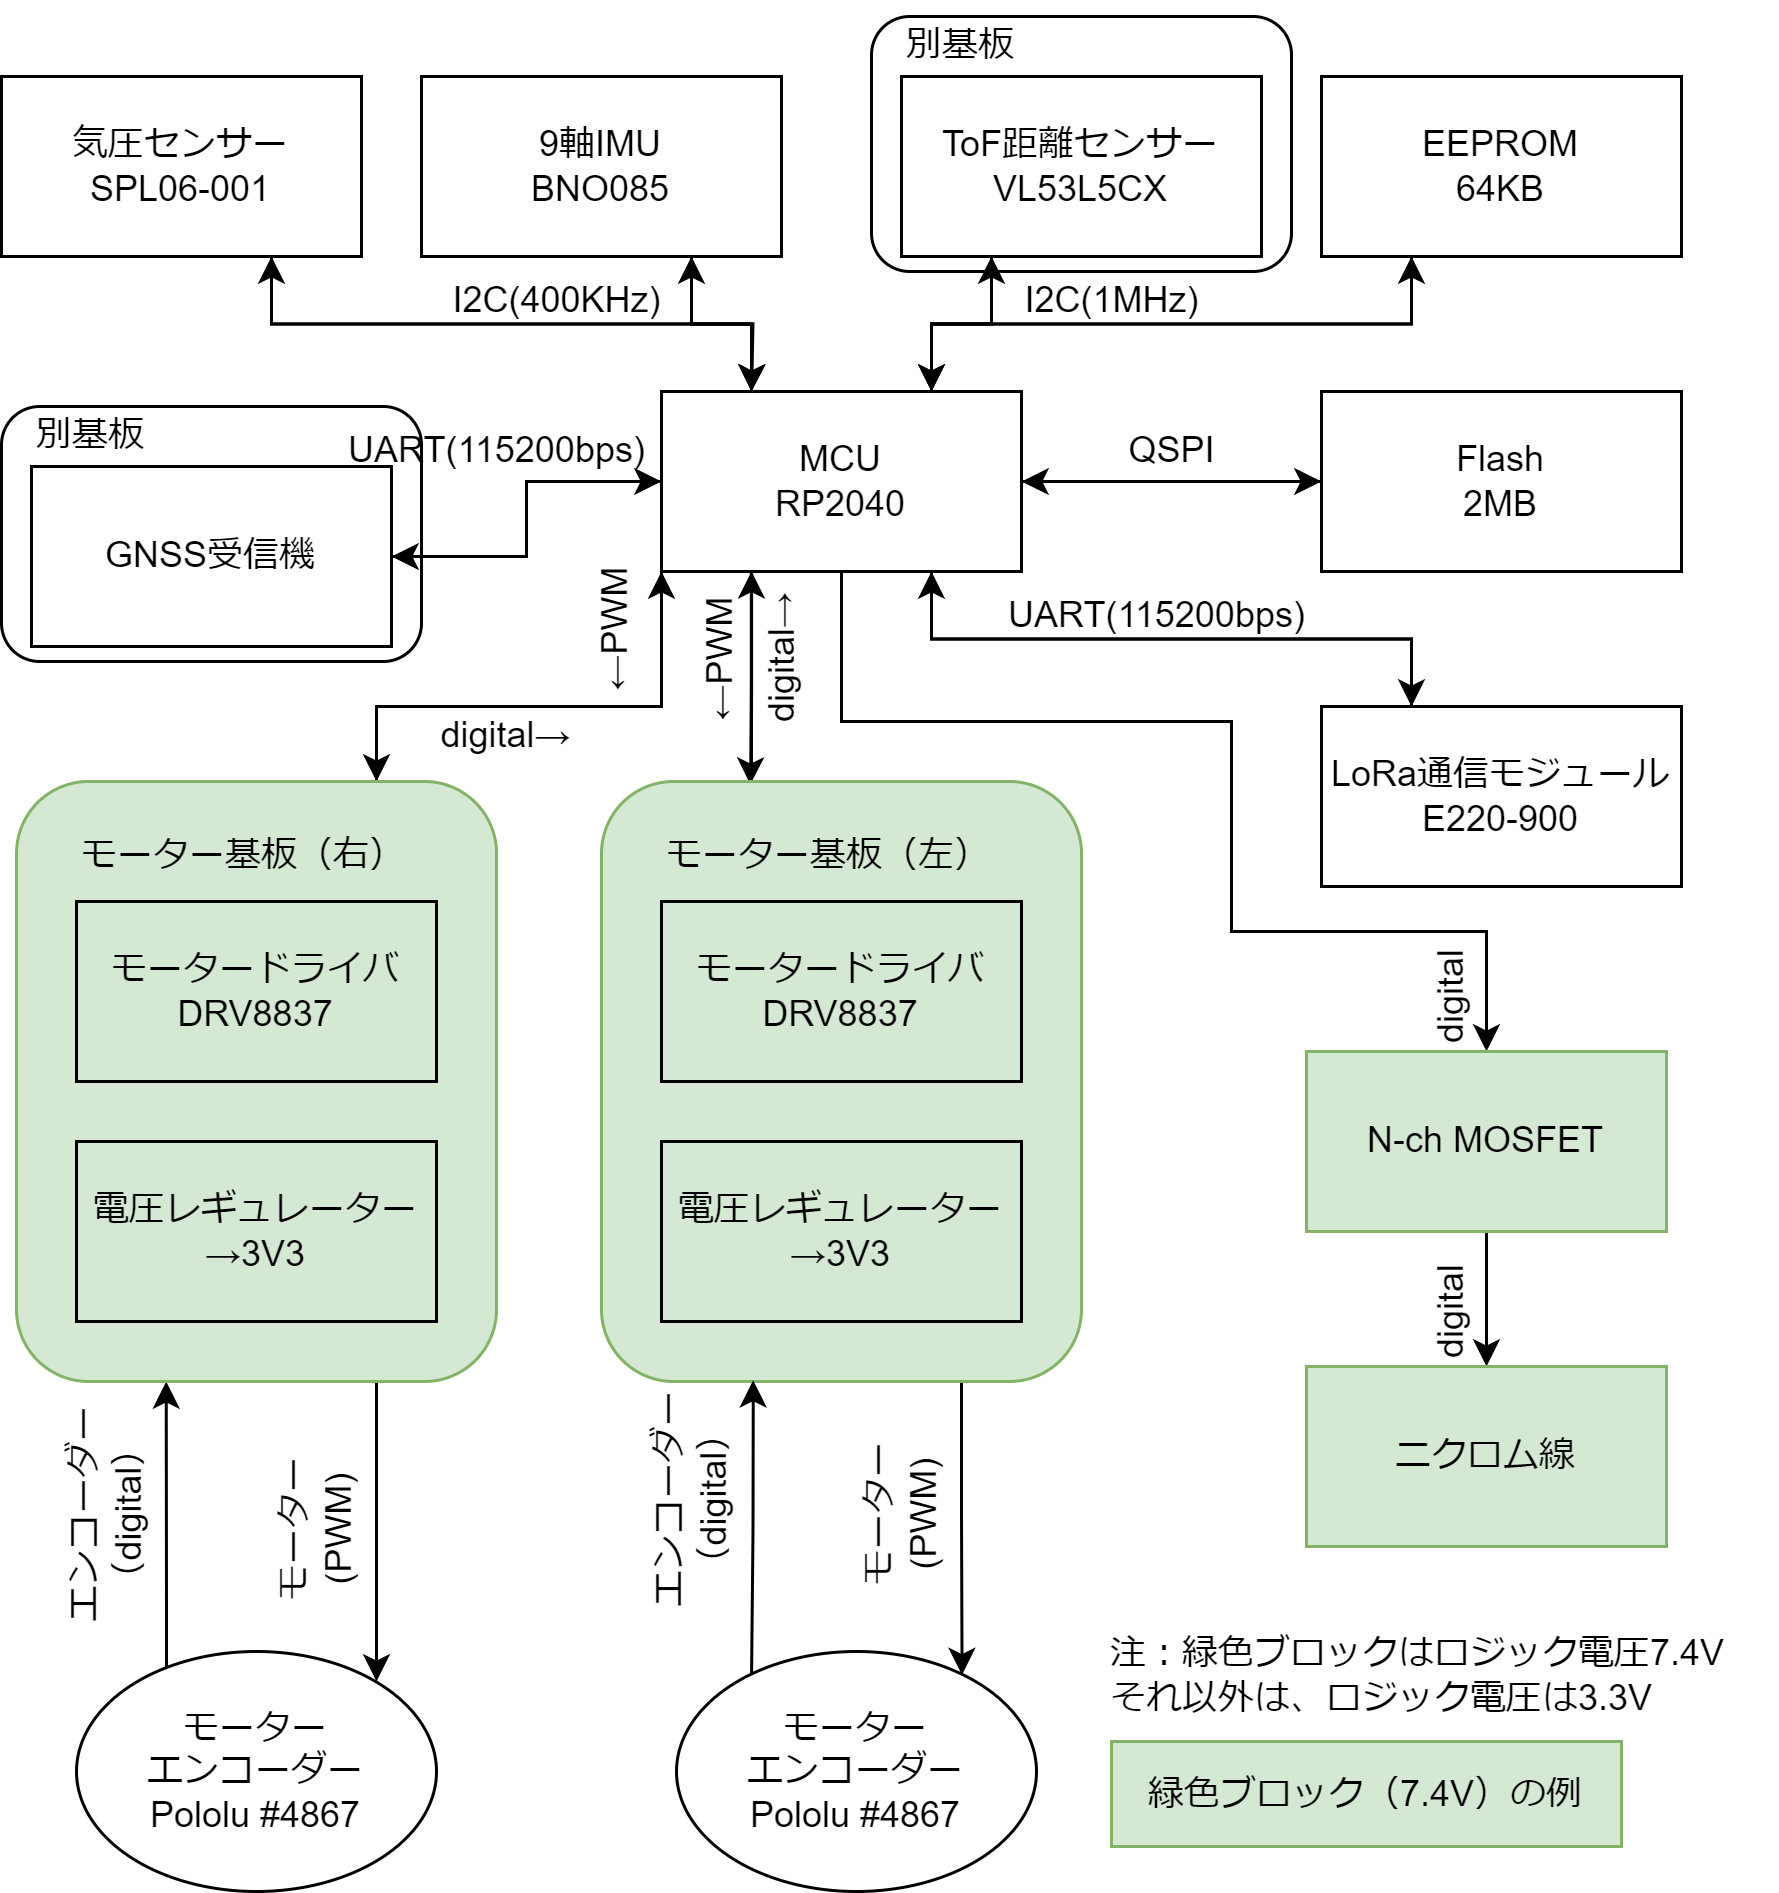 別基板
気圧センサー
SPL06-001
9軸IMU
BNO085
ToF距離センサー
VL53L5CX
EEPROM
64KB
I2C(400KHz)
I2C(1MHz)
別基板
GNSS受信機
UART(115200bps)
MCU
RP2040
QSPI
Flash
2MB
←PWM
digital→
←PWM
digital→
UART(115200bps)
LoRa通信モジュール
E220-900
モーター基板（右）
モータードライバ
DRV8837
電圧レギュレーター
→3V3
モーター基板（左）
モータードライバ
DRV8837
電圧レギュレーター
→3V3
digital
N-ch MOSFET
digital
ニクロム線
エンコーダー
（digital）
モーター
(PWM)
エンコーダー
（digital）
モーター
(PWM)
モーター
エンコーダー
Pololu #4867
モーター
エンコーダー
Pololu #4867
注：緑色ブロックはロジック電圧7.4V
それ以外は、ロジック電圧は3.3V
緑色ブロック（7.4V）の例